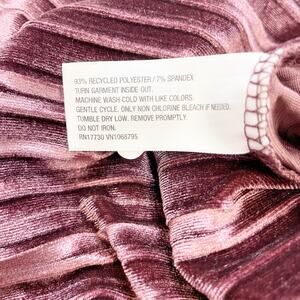 93% RECYCLED POLYESTER / 7% SPANDEX
TURN GARMENT INSIDE OUT.
MACHINE WASH COLD WITH LIKE COLORS.
GENTLE CYCLE. ONLY NON CHLORINE BLEACH IF NEEDED.
TUMBLE DRY LOW. REMOVE PROMPTLY.
DO NOT IRON.
RN17730 VN1068795